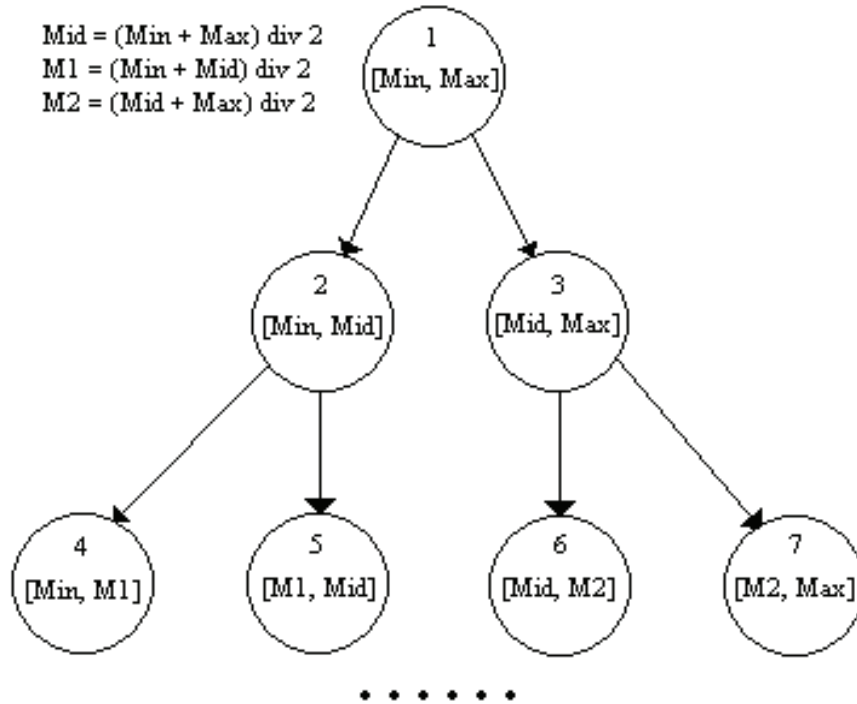 Mid = (Min + Max) div 2
M1 = (Min + Mid) div 2
M2 = (Mid + Max) div 2
1
[Min, Max]
2
[Min, Mid]
3
[Mid, Max]
4
[Min, M1]
5
[M1, Mid]
6
[Mid, M2]
7
[M2, Max]